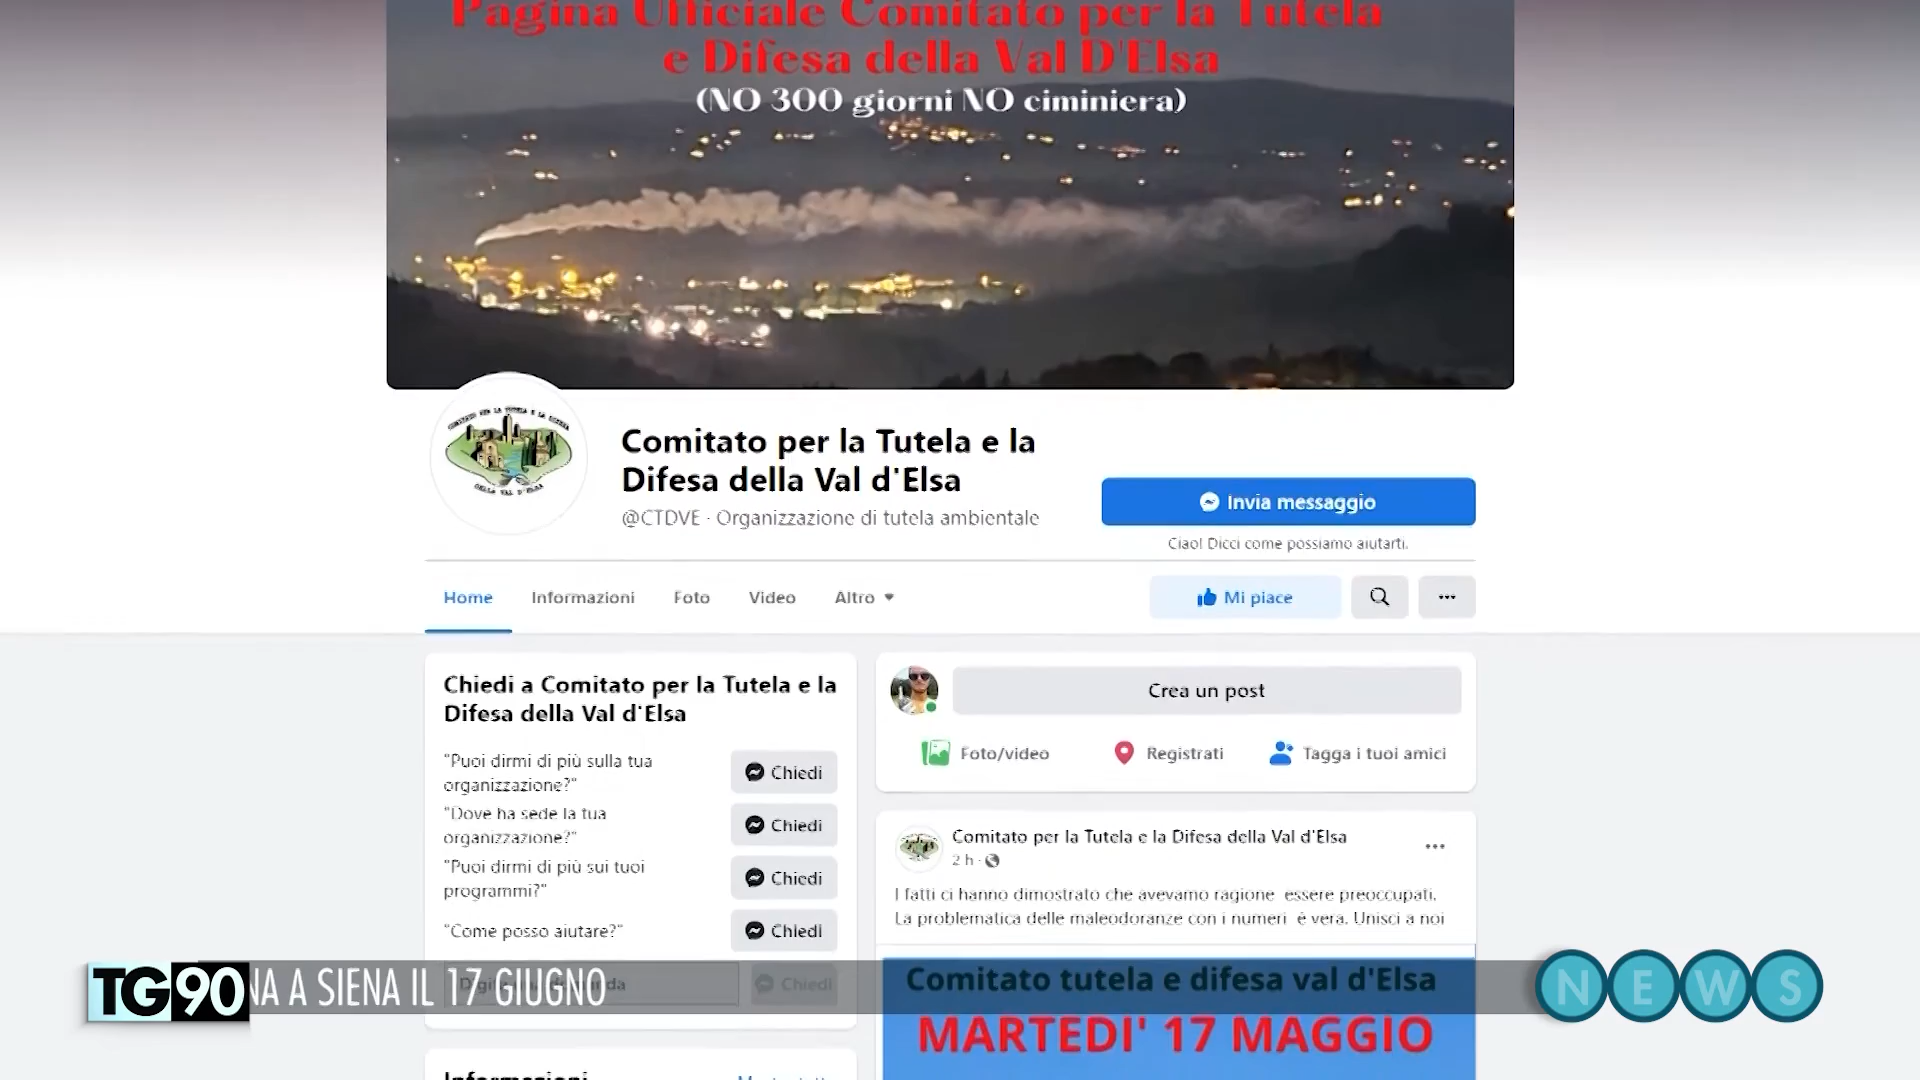 Pagina Ufficiale Comitato per la Tutela
e Difesa della Val D'Elsa
(NO 300 giorni NO ciminiera)
Comitato per la Tutela e la
Difesa della Val d'Elsa
@CTDVE · Organizzazione di tutela ambientale
Invia messaggio
Ciao! Dicci come possiamo aiutarti.
Home Informazioni Foto Video Altro
Mi piace
Chiedi a Comitato per la Tutela e la
Difesa della Val d'Elsa
"Puoi dirmi di più sulla tua
organizzazione?"
Chiedi
"Dove ha sede la tua
organizzazione?"
Chiedi
"Puoi dirmi di più sui tuoi
programmi?"
Chiedi
"Come posso aiutare?"
Chiedi
Chiedi
Informazioni
Crea un post
Foto/video Registrati Tagga i tuoi amici
Comitato per la Tutela e la Difesa della Val d'Elsa
2 h ·
I fatti ci hanno dimostrato che avevamo ragione essere preoccupati.
La problematica delle maleodoranze con i numeri è vera. Unisci a noi
Comitato tutela e difesa val d'Elsa
MARTEDI' 17 MAGGIO
TG90
NA A SIENA IL 17 GIUGNO
NEWS